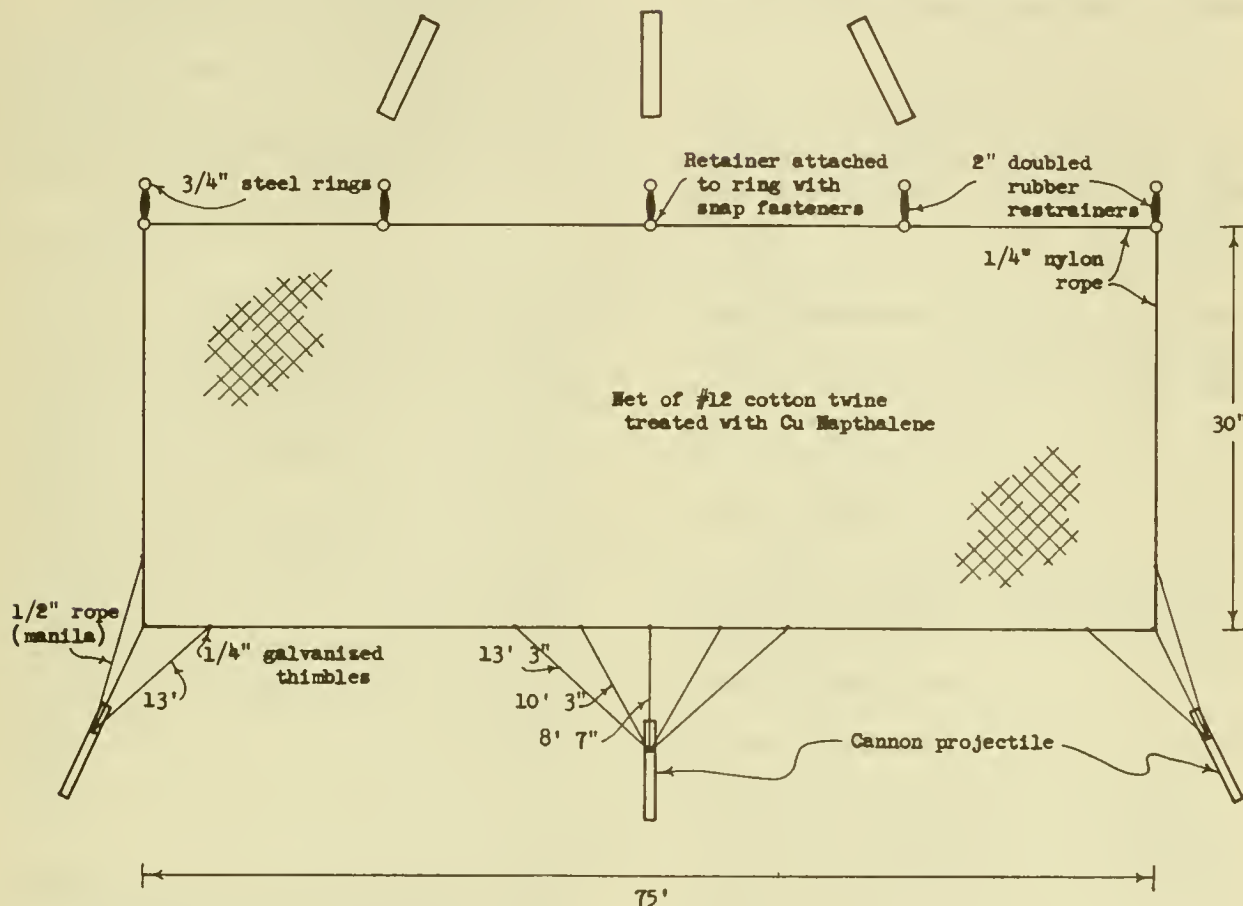 3/4" steel rings
Retainer attached
to ring with
snap fasteners
2" doubled
rubber
restrainers
1/4" nylon
rope
Net of #12 cotton twine
treated with Cu Napthalene
30"
1/2" rope
(manila)
1/4" galvanized
thimbles
13'
13' 3"
10' 3"
8' 7"
Cannon projectile
75'